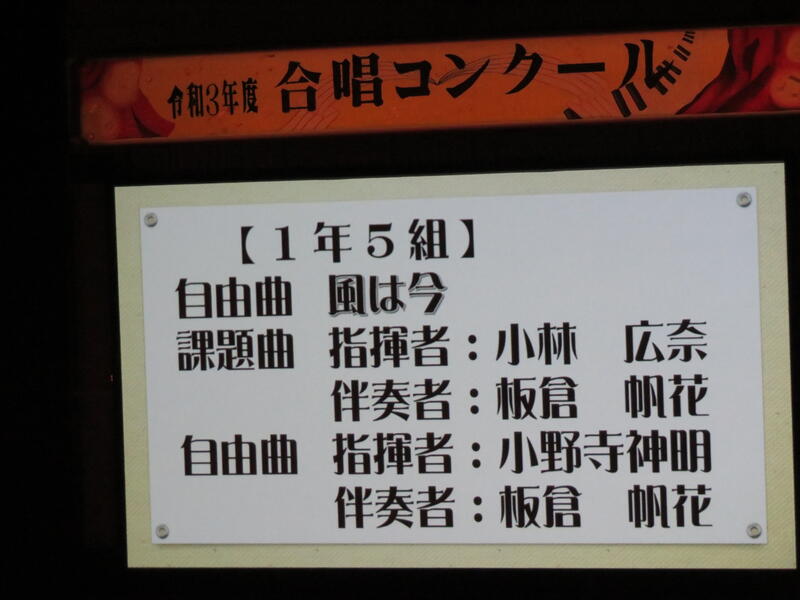 令和3年度 合唱コンクール
【1年5組】
自由曲 風は今
課題曲 指揮者：小林 広奈
伴奏者：板倉 帆花
自由曲 指揮者：小野寺神明
伴奏者：板倉 帆花